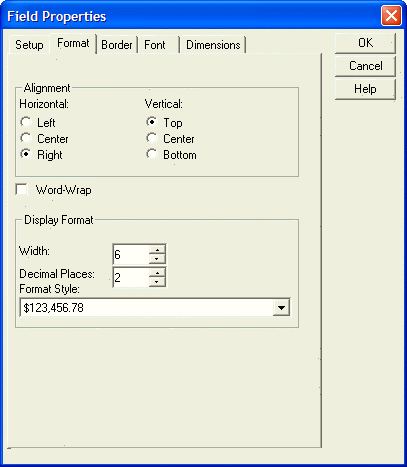 Field Properties
Setup Format Border Font Dimensions
OK
Cancel
Help
Alignment
Horizontal: Vertical:
Left Top
Center Center
Right Bottom
Word-Wrap
Display Format
Width: 6
Decimal Places: 2
Format Style:
$123,456.78